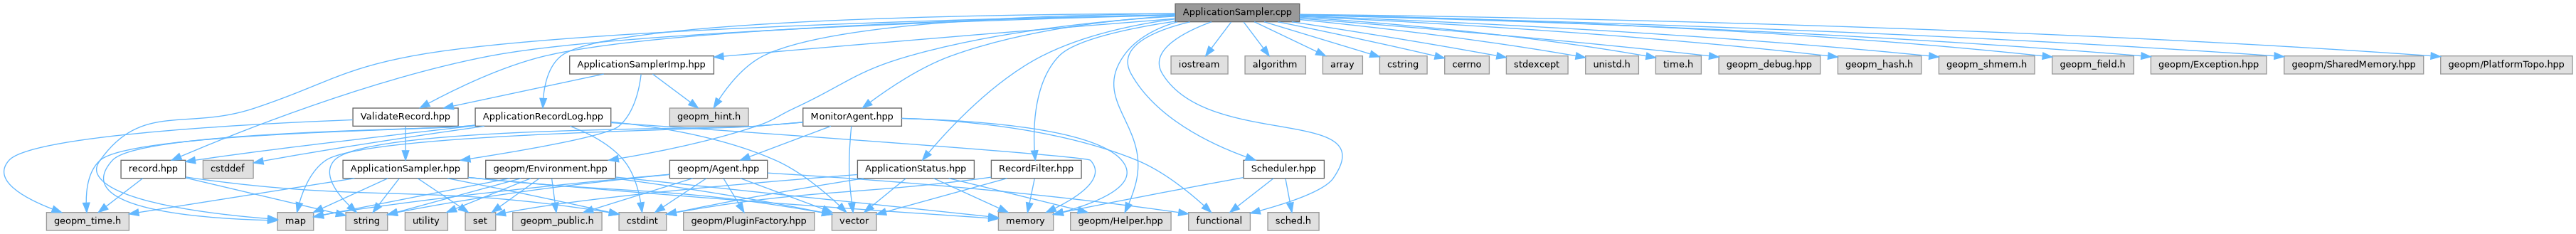 ApplicationSampler.cpp
ApplicationSamplerImp.hpp
iostream
algorithm
array
cstring
cerrno
stdexcept
unistd.h
time.h
geopm_debug.hpp
geopm_hash.h
geopm_shmem.h
geopm_field.h
geopm/Exception.hpp
geopm/SharedMemory.hpp
geopm/PlatformTopo.hpp
ValidateRecord.hpp
ApplicationRecordLog.hpp
geopm_hint.h
MonitorAgent.hpp
record.hpp
cstddef
ApplicationSampler.hpp
geopm/Environment.hpp
geopm/Agent.hpp
ApplicationStatus.hpp
RecordFilter.hpp
Scheduler.hpp
geopm_time.h
map
string
utility
set
geopm_public.h
cstdint
geopm/PluginFactory.hpp
vector
memory
geopm/Helper.hpp
functional
sched.h